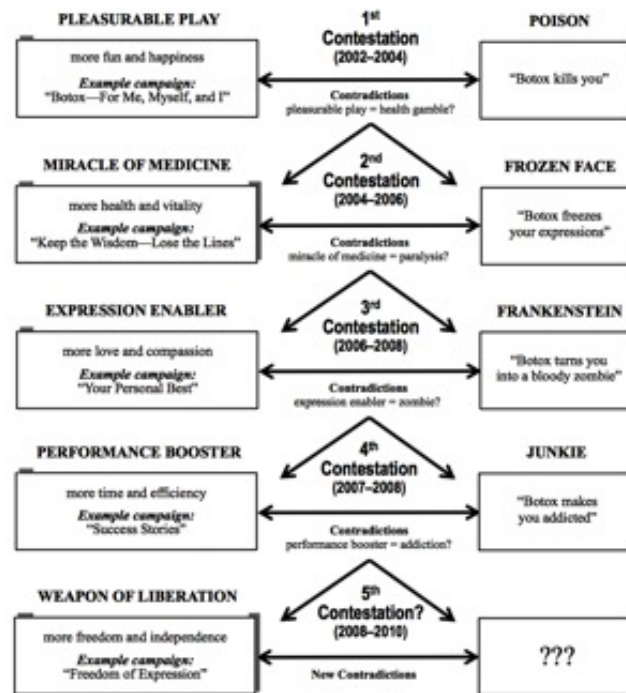 PLEASURABLE PLAY
1st
Contestation
(2002–2004)
POISON
more fun and happiness
Example campaign:
"Botox—For Me, Myself, and I"
"Botox kills you"
Contradictions
pleasurable play = health gamble?
MIRACLE OF MEDICINE
2nd
Contestation
(2004–2006)
FROZEN FACE
more health and vitality
Example campaign:
"Keep the Wisdom—Lose the Lines"
"Botox freezes
your expressions"
Contradictions
miracle of medicine = paralysis?
EXPRESSION ENABLER
3rd
Contestation
(2006–2008)
FRANKENSTEIN
more love and compassion
Example campaign:
"Your Personal Best"
"Botox turns you
into a bloody zombie"
Contradictions
expression enabler = zombie?
PERFORMANCE BOOSTER
4th
Contestation
(2007–2008)
JUNKIE
more time and efficiency
Example campaign:
"Success Stories"
"Botox makes
you addicted"
Contradictions
performance booster = addiction?
WEAPON OF LIBERATION
5th
Contestation?
(2008–2010)
more freedom and independence
Example campaign:
"Freedom of Expression"
???
New Contradictions